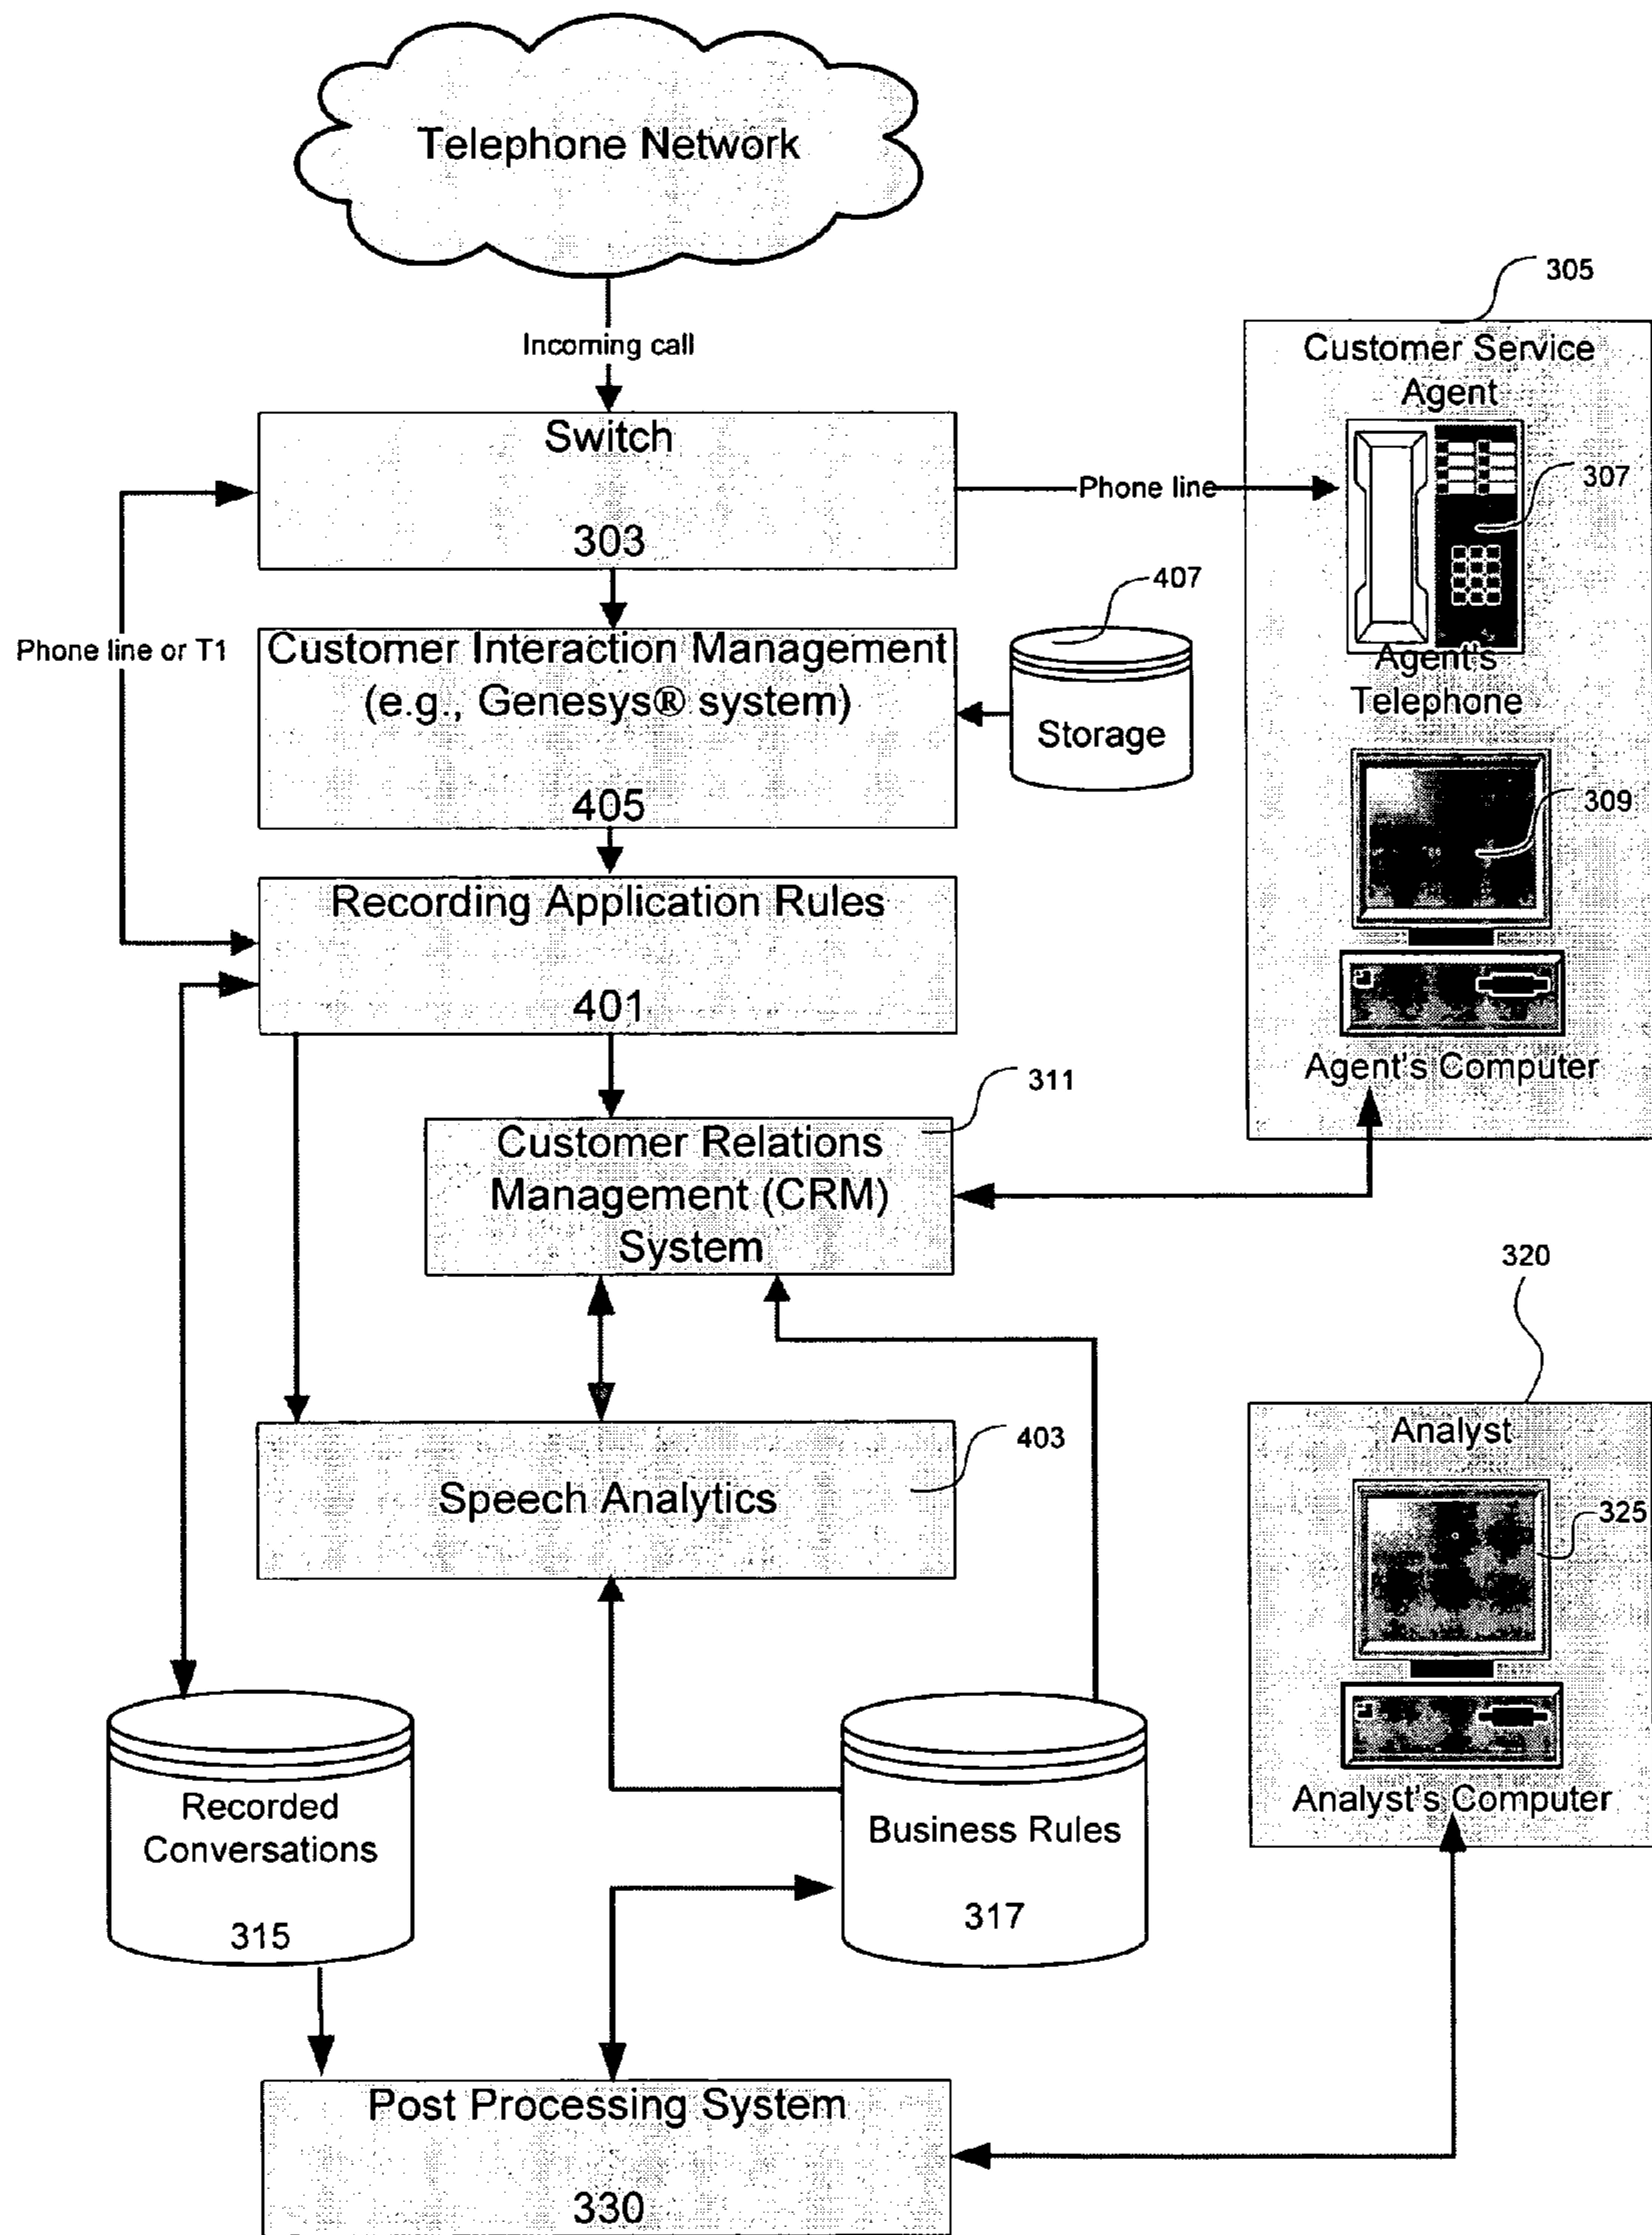 Telephone Network
Incoming call
305
Customer Service
Agent
Switch
303
Phone line
307
407
Phone line or T1
Customer Interaction Management
(e.g., Genesys® system)
405
Storage
Agent's
Telephone
309
Recording Application Rules
401
Agent's Computer
311
Customer Relations
Management (CRM)
System
320
Analyst
403
Speech Analytics
325
Recorded
Conversations
315
Business Rules
317
Analyst's Computer
Post Processing System
330